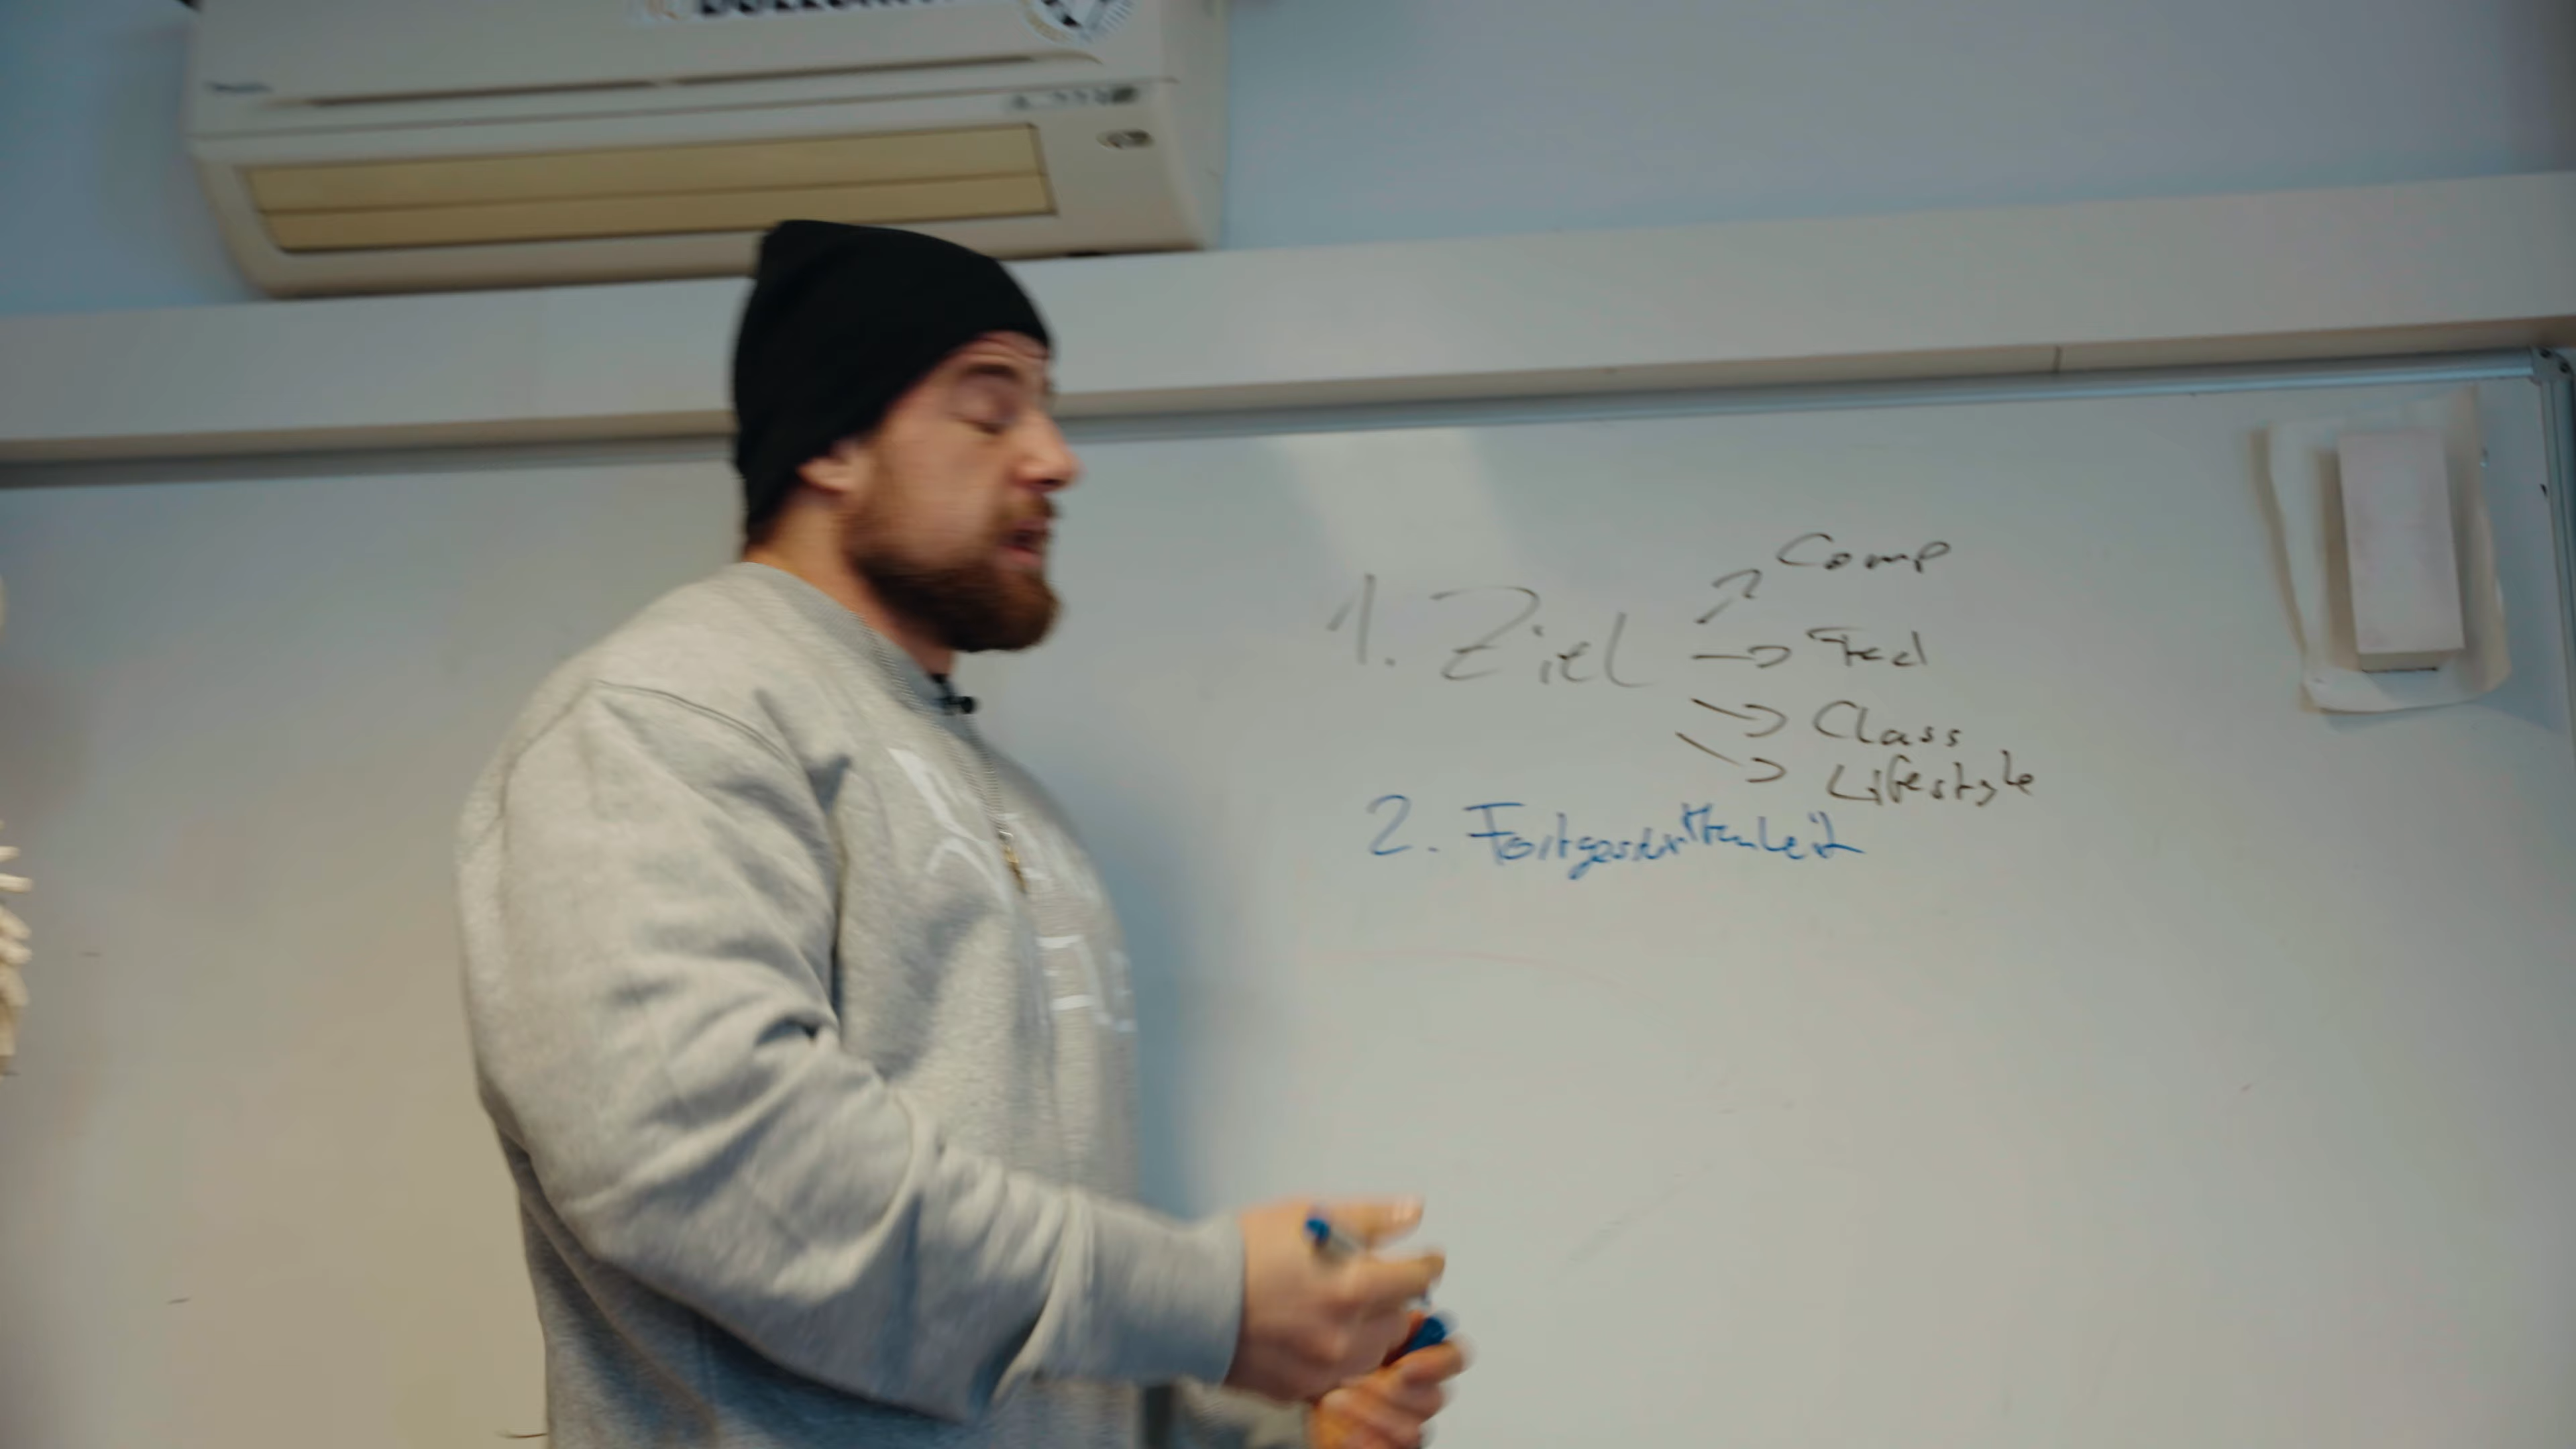 Comp
1. Ziel → 
→ Class
→ Lifestyle
2. Fortgeschrittenheit